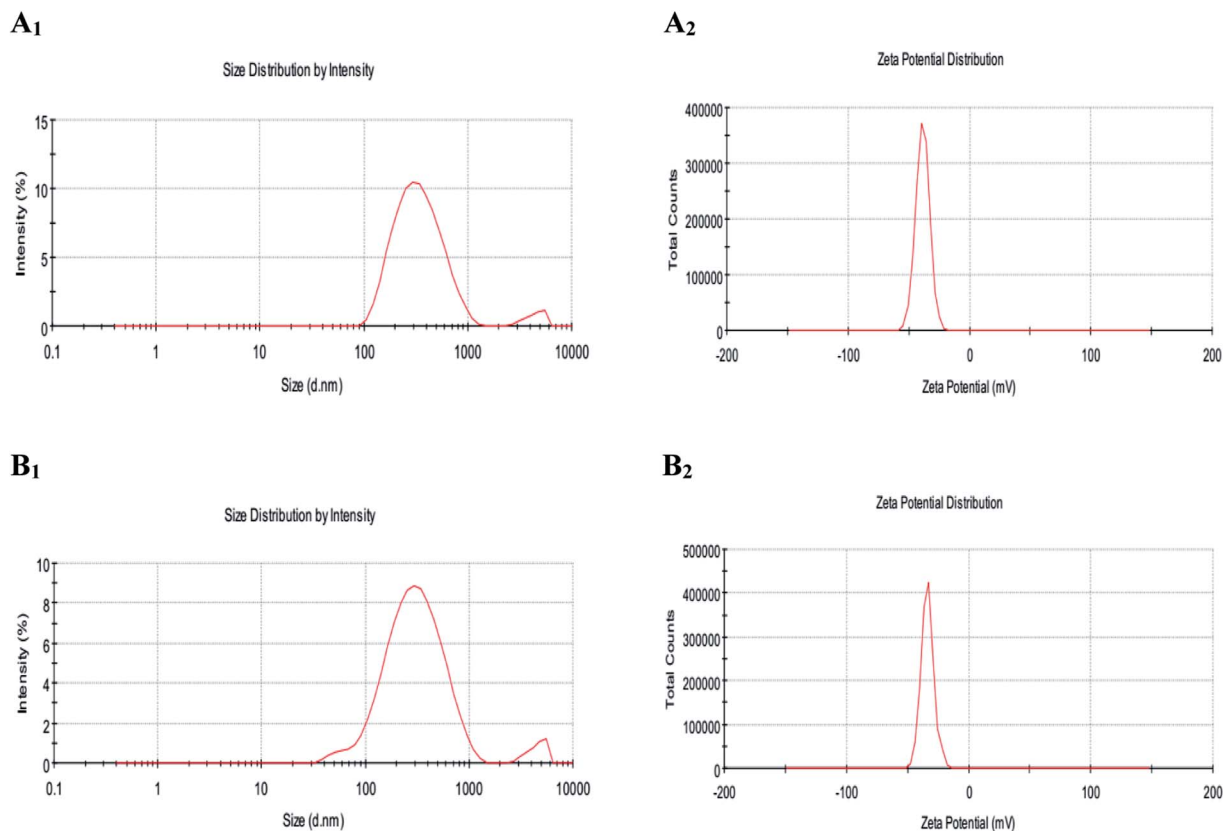 A1
Size Distribution by Intensity
15
10
5
0
Intensity (%)
0.1 1 10 100 1000 10000
Size (d.nm)
A2
Zeta Potential Distribution
400000
300000
200000
100000
0
Total Counts
-200 -100 0 100 200
Zeta Potential (mV)
B1
Size Distribution by Intensity
10
8
6
4
2
0
Intensity (%)
0.1 1 10 100 1000 10000
Size (d.nm)
B2
Zeta Potential Distribution
500000
400000
300000
200000
100000
0
Total Counts
-200 -100 0 100 200
Zeta Potential (mV)